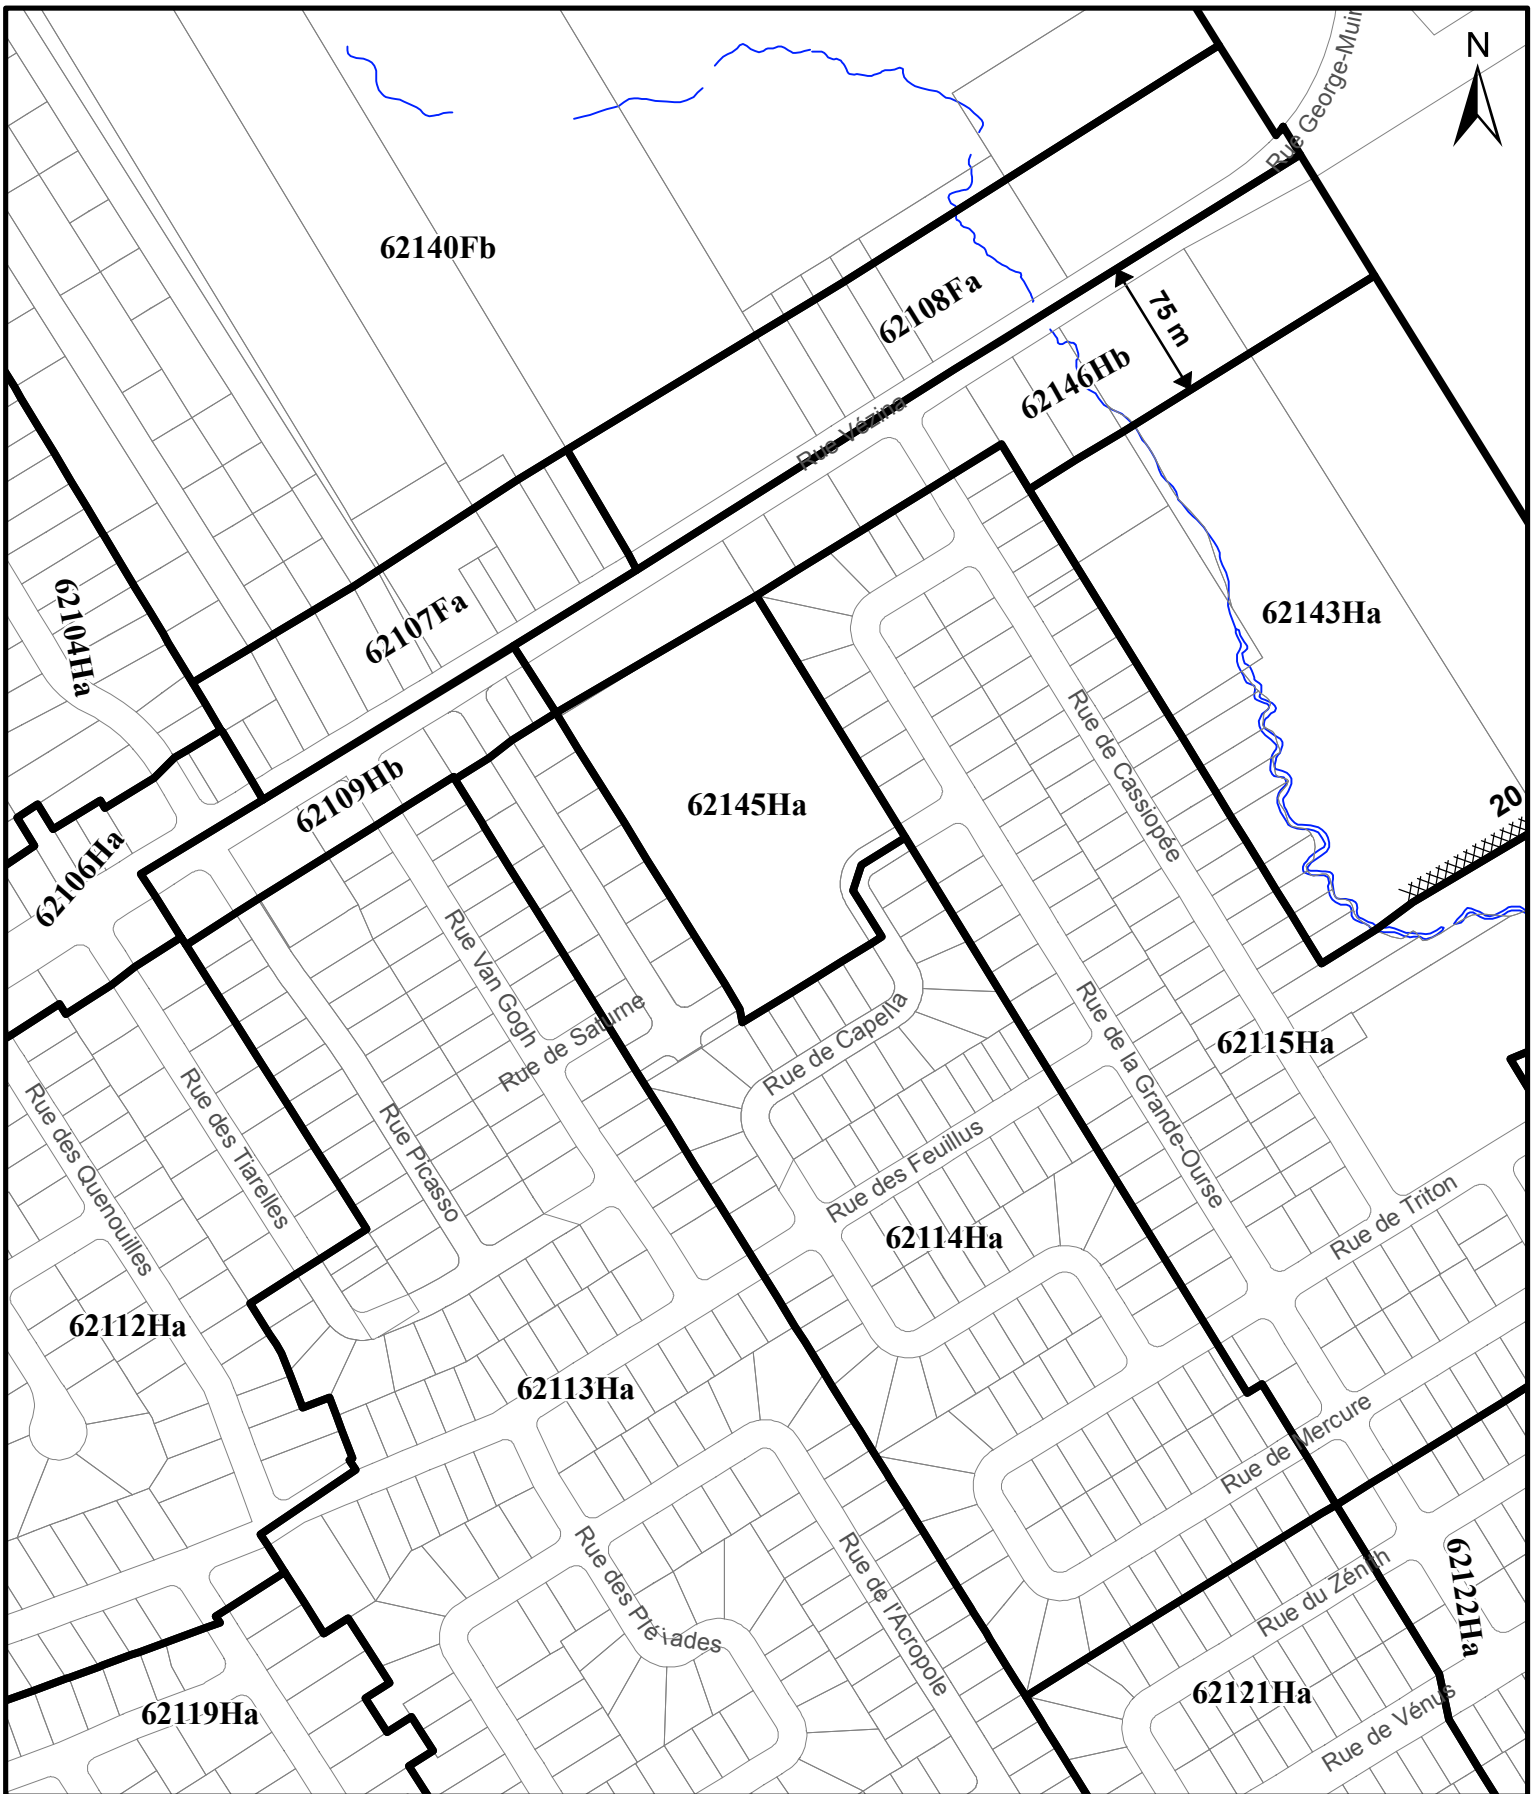 N
Rue George-Muir
62140Fb
62108Fa
75 m
62146Hb
Rue Vézina
62104Ha
62107Fa
62143Ha
Rue de Cassiopée
62109Hb
62145Ha
20
62106Ha
Rue Van Gogh
Rue de Saturne
Rue de Capella
Rue de la Grande-Ourse
62115Ha
Rue des Quenouilles
Rue des Tiarelles
Rue Picasso
Rue des Feuillus
62114Ha
Rue de Triton
62112Ha
62113Ha
Rue de Mercure
Rue des Pléiades
Rue de l'Acropole
Rue du Zénith
62122Ha
62119Ha
62121Ha
Rue de Vénus